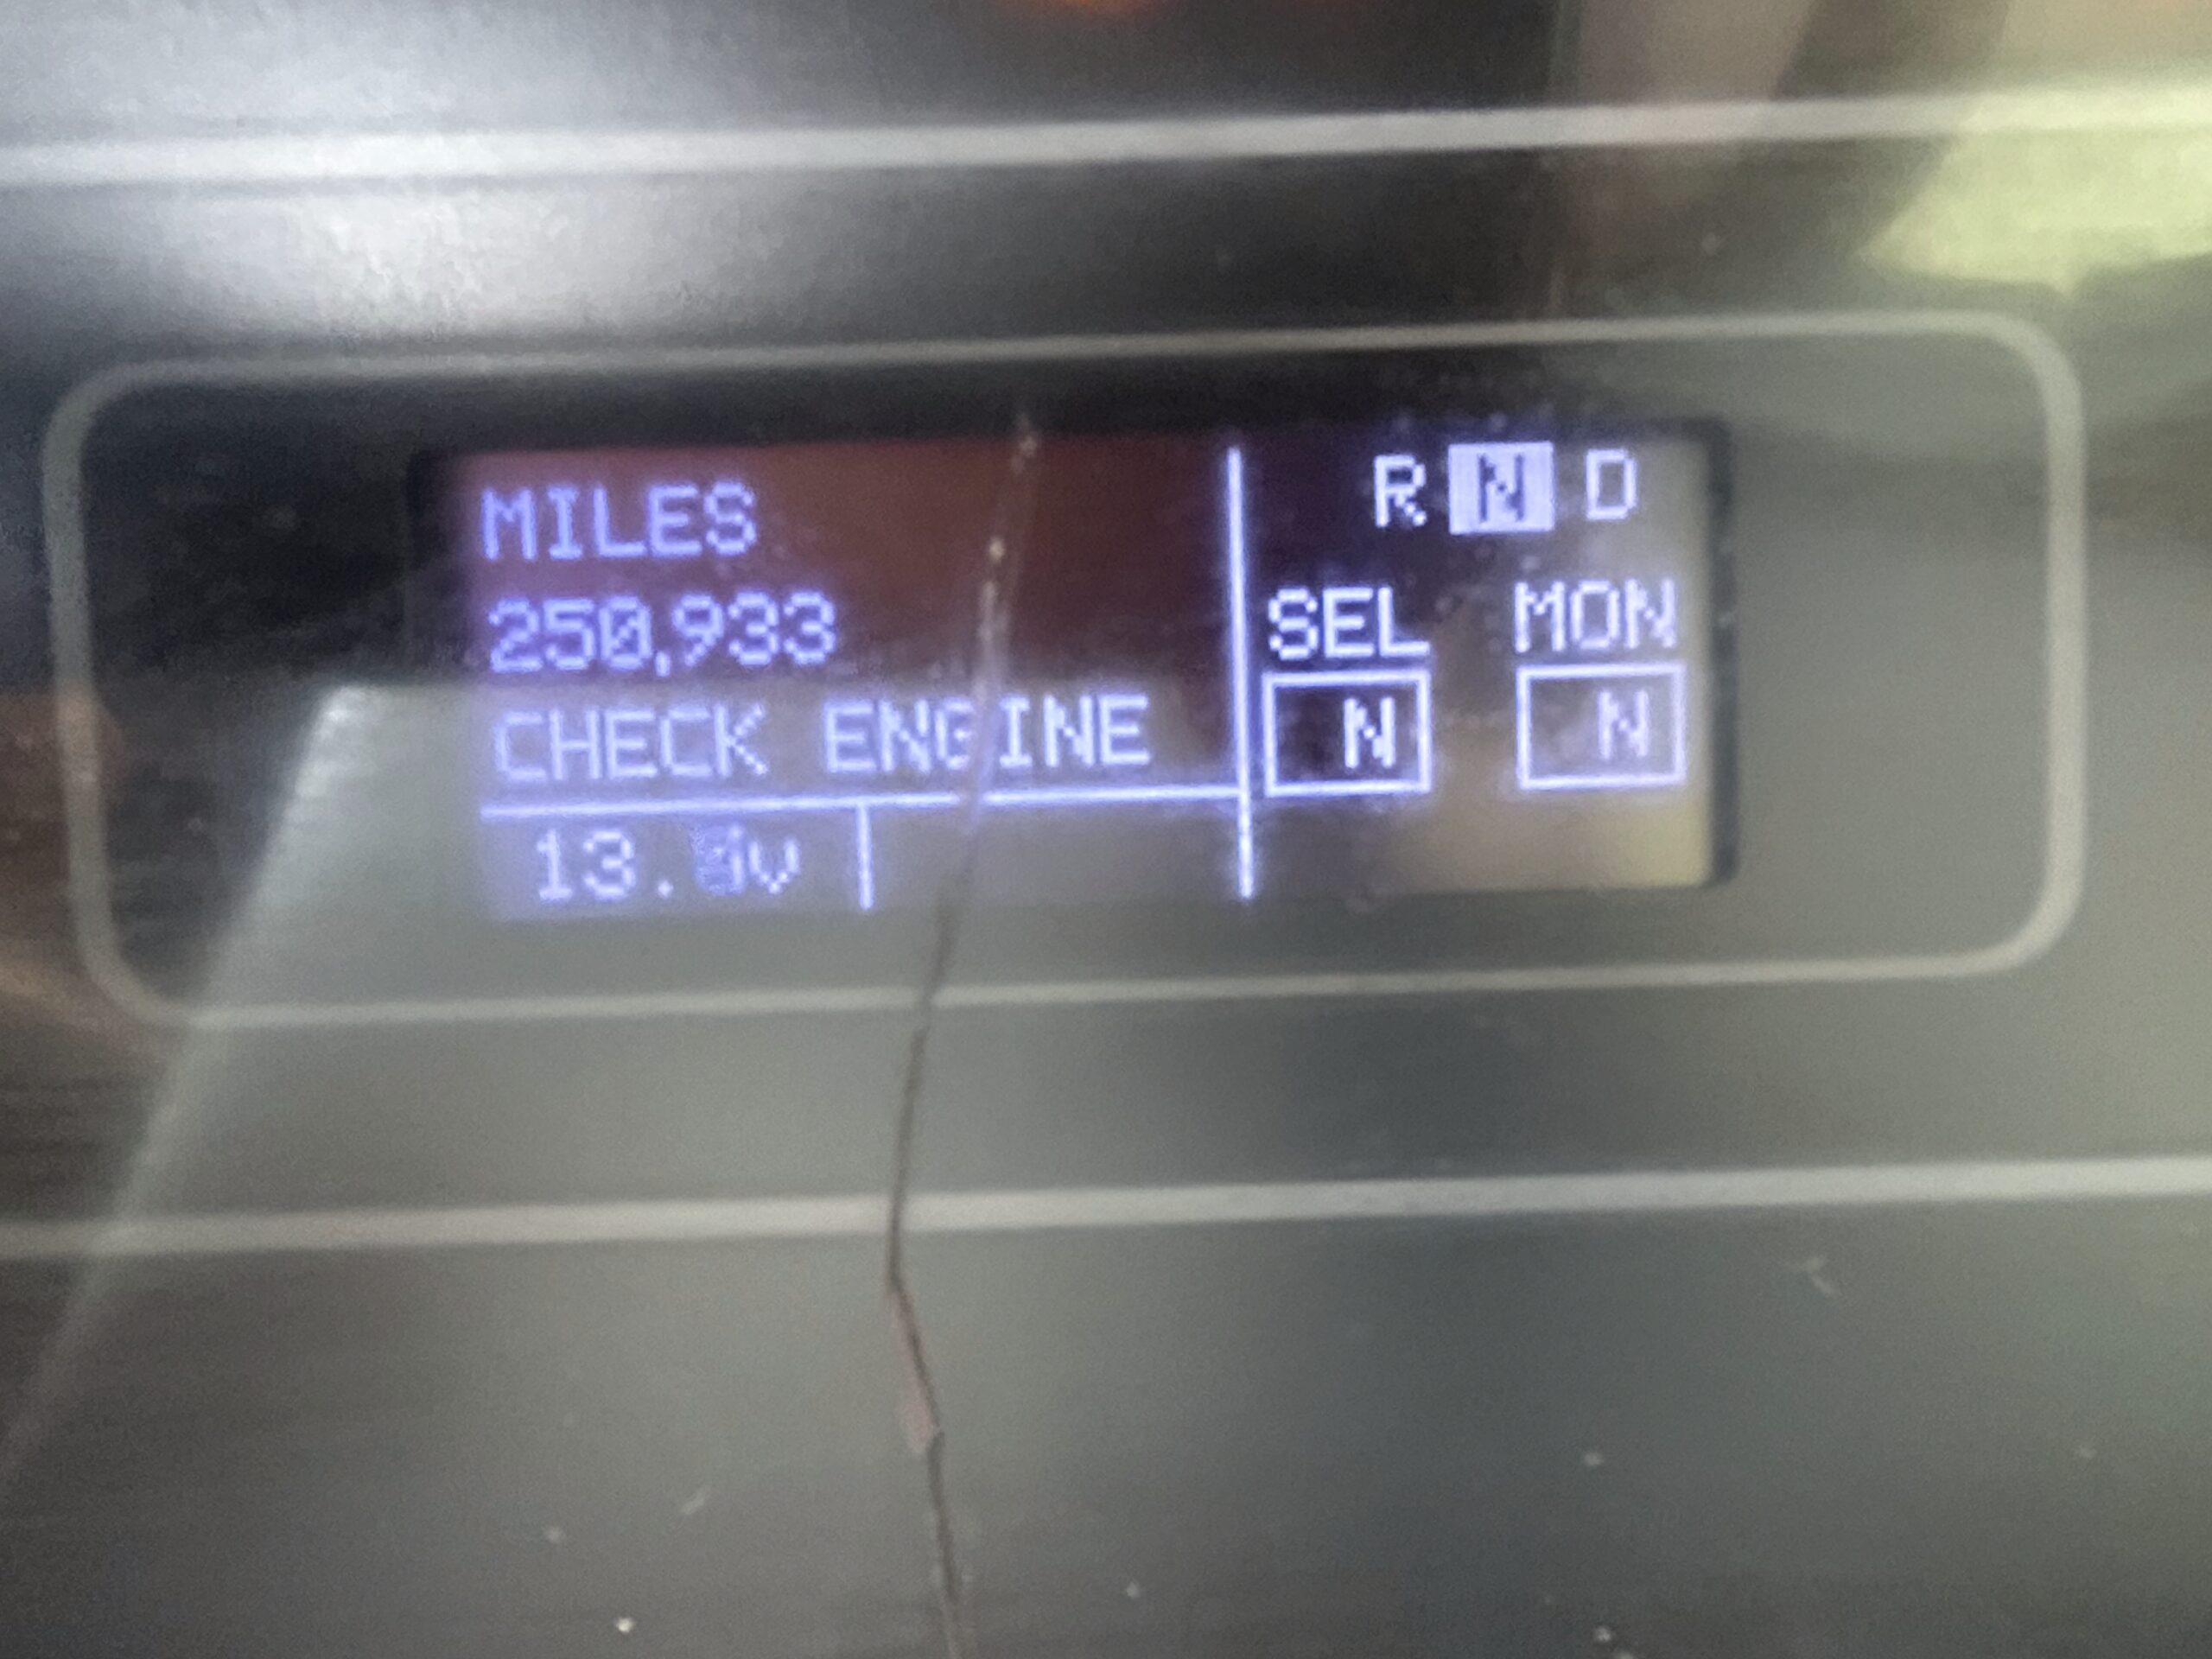 MILES
250,933
CHECK ENGINE
R N D
SEL MON
N N